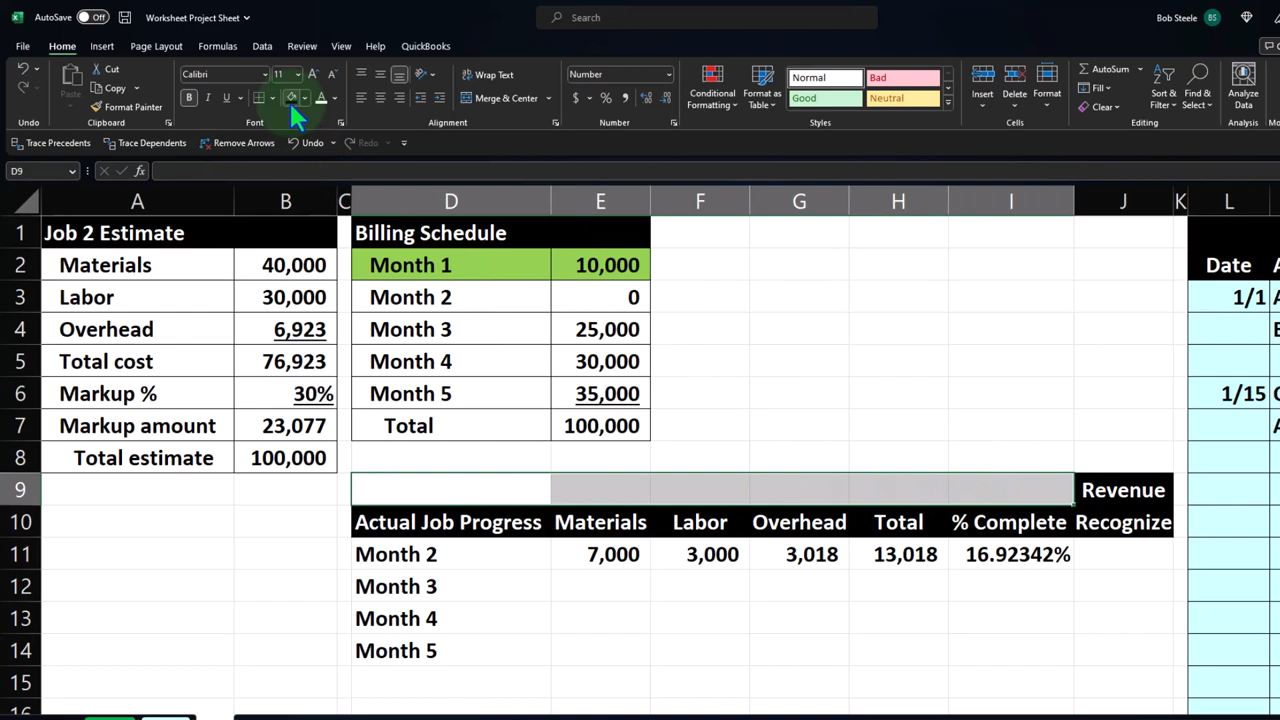 AutoSave Off Worksheet Project Sheet Search Bob Steele BS
File Home Insert Page Layout Formulas Data Review View Help QuickBooks
Cut Calibri 11 Wrap Text Number Normal Bad AutoSum
Paste Copy Conditional Formatting Format as Table Insert Delete Format Fill Sort & Filter Find & Select Analyze Data
Format Painter Merge & Center Good Neutral Clear
Undo Clipboard Font Alignment Number Styles Cells Editing Analysis
Trace Precedents Trace Dependents Remove Arrows Undo Redo
D9 fx
A B C D E F G H I J K L
1 Job 2 Estimate Billing Schedule
2 Materials 40,000 Month 1 10,000 Date
3 Labor 30,000 Month 2 0 1/1
4 Overhead 6,923 Month 3 25,000
5 Total cost 76,923 Month 4 30,000
6 Markup % 30% Month 5 35,000 1/15
7 Markup amount 23,077 Total 100,000
8 Total estimate 100,000
9 Revenue
10 Actual Job Progress Materials Labor Overhead Total % Complete Recognize
11 Month 2 7,000 3,000 3,018 13,018 16.92342%
12 Month 3
13 Month 4
14 Month 5
15